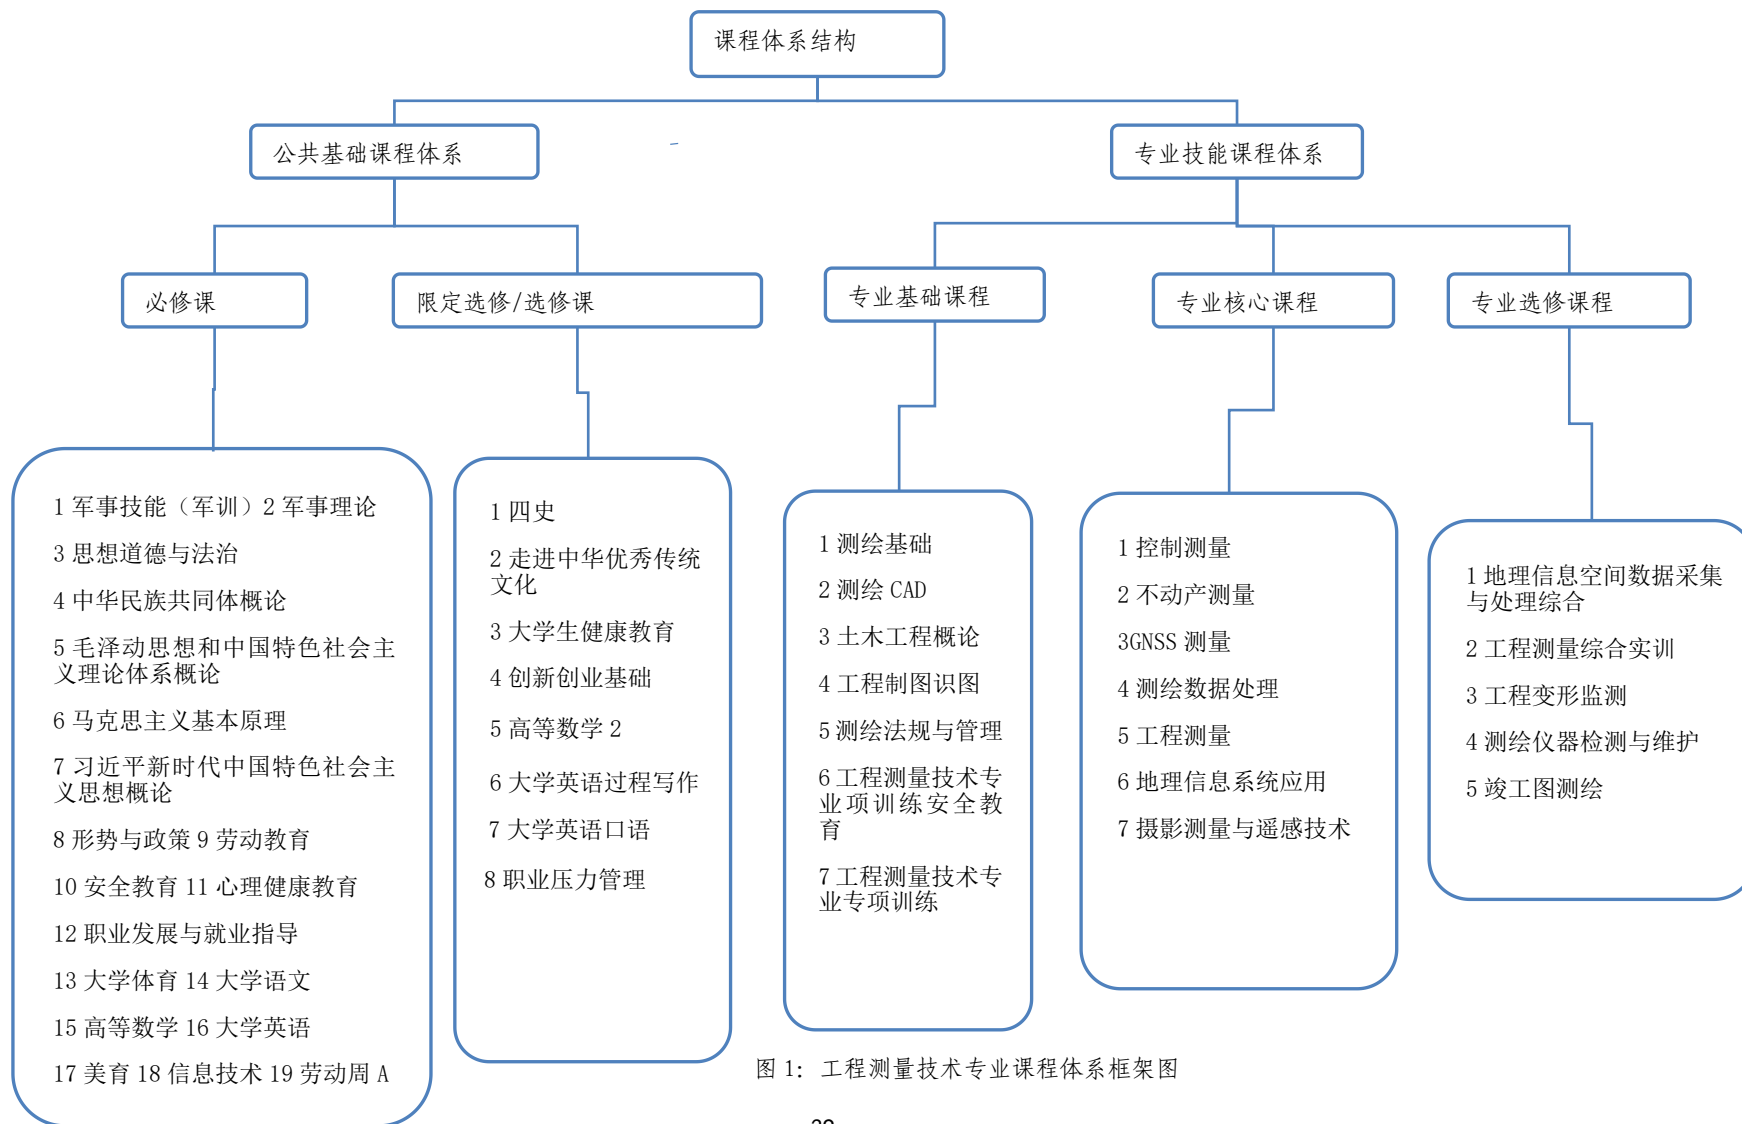 课程体系结构
公共基础课程体系
专业技能课程体系
必修课
限定选修/选修课
专业基础课程
专业核心课程
专业选修课程
1 军事技能（军训）2 军事理论
3 思想道德与法治
4 中华民族共同体概论
5 毛泽动思想和中国特色社会主
义理论体系概论
6 马克思主义基本原理
7 习近平新时代中国特色社会主
义思想概论
8 形势与政策 9 劳动教育
10 安全教育 11 心理健康教育
12 职业发展与就业指导
13 大学体育 14 大学语文
15 高等数学 16 大学英语
17 美育 18 信息技术 19 劳动周 A
1 四史
2 走进中华优秀传统
文化
3 大学生健康教育
4 创新创业基础
5 高等数学 2
6 大学英语过程写作
7 大学英语口语
8 职业压力管理
1 测绘基础
2 测绘 CAD
3 土木工程概论
4 工程制图识图
5 测绘法规与管理
6 工程测量技术专
业项训练安全教
育
7 工程测量技术专
业专项训练
1 控制测量
2 不动产测量
3GNSS 测量
4 测绘数据处理
5 工程测量
6 地理信息系统应用
7 摄影测量与遥感技术
1 地理信息空间数据采集
与处理综合
2 工程测量综合实训
3 工程变形监测
4 测绘仪器检测与维护
5 竣工图测绘
图 1：工程测量技术专业课程体系框架图